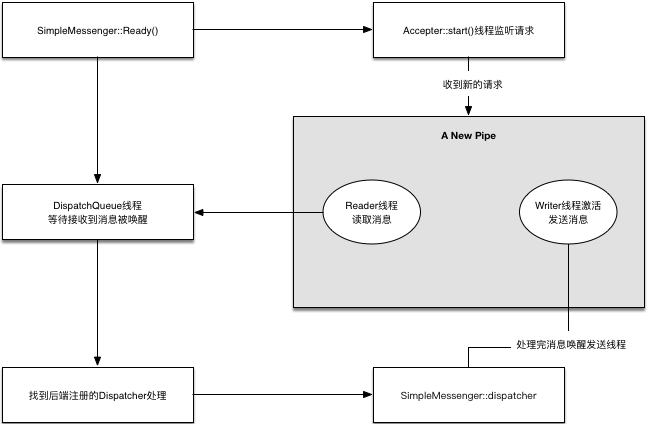 SimpleMessenger::Ready()
Accepter::start()线程监听请求
收到新的请求
A New Pipe
DispatchQueue线程
等待接收到消息被唤醒
Reader线程
读取消息
Writer线程激活
发送消息
处理完消息唤醒发送线程
找到后端注册的Dispatcher处理
SimpleMessenger::dispatcher